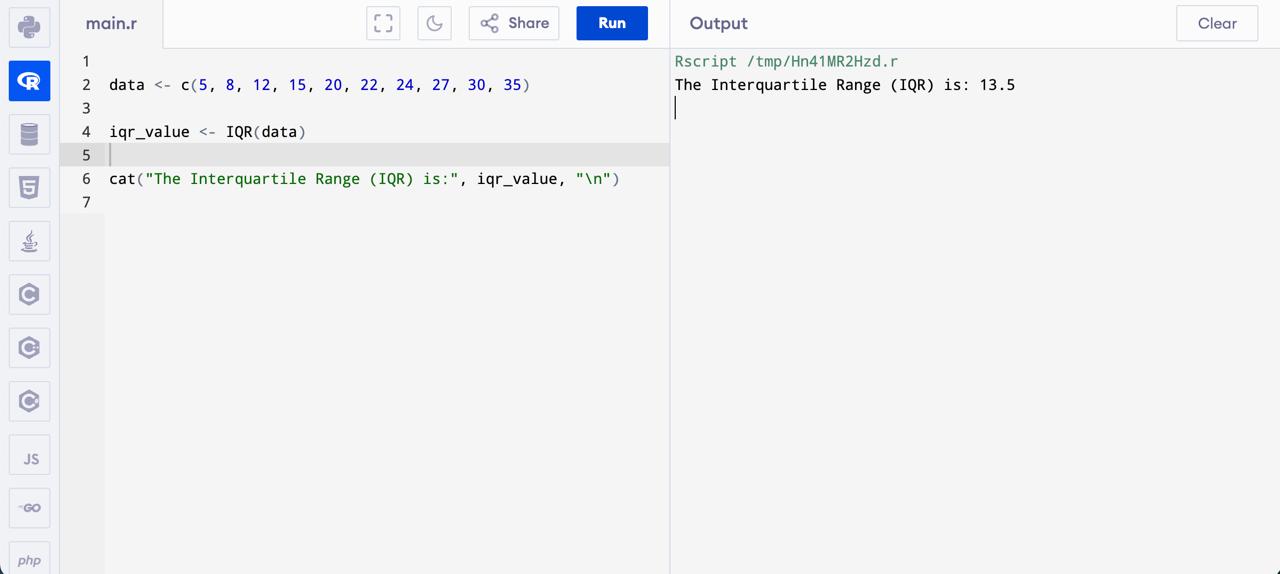 main.r
Share
Run
Output
Clear
1
2 data <- c(5, 8, 12, 15, 20, 22, 24, 27, 30, 35)
3
4 iqr_value <- IQR(data)
5
6 cat("The Interquartile Range (IQR) is:", iqr_value, "\n")
7
Rscript /tmp/Hn41MR2Hzd.r
The Interquartile Range (IQR) is: 13.5
R
5
C
C
C
JS
GO
php